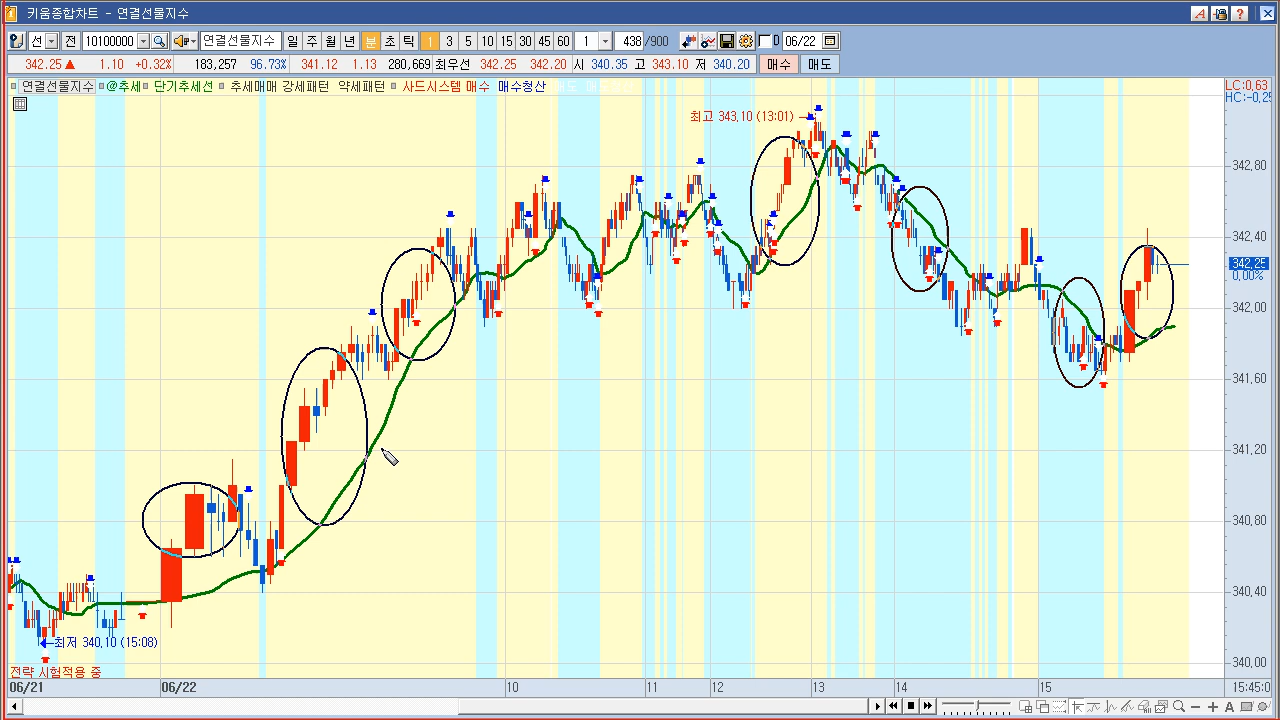 키움종합차트 - 연결선물지수
선 전 10100000 연결선물지수 일 주 월 년 분 초 틱 1 3 5 10 15 30 45 60 1 438 /900 D 06/22
342.25 ▲ 1.10 +0.32% 183,257 96.73% 341.12 1.13 280,669 최우선 342.25 342.20 시 340.35 고 343.10 저 340.20 매수 매도
연결선물지수 @추세 단기추세선 추세매매 강세패턴 약세패턴 샤드시스템 매수 매수청산
LC:0.63
HC:-0.25
최고 343.10 (13:01)
342.60
342.40
342.25
0.00%
342.00
341.60
341.20
340.80
340.40
최저 340.10 (15:08)
340.00
전략 시험적용 중
06/21 06/22 10 11 12 13 14 15 15:45:0